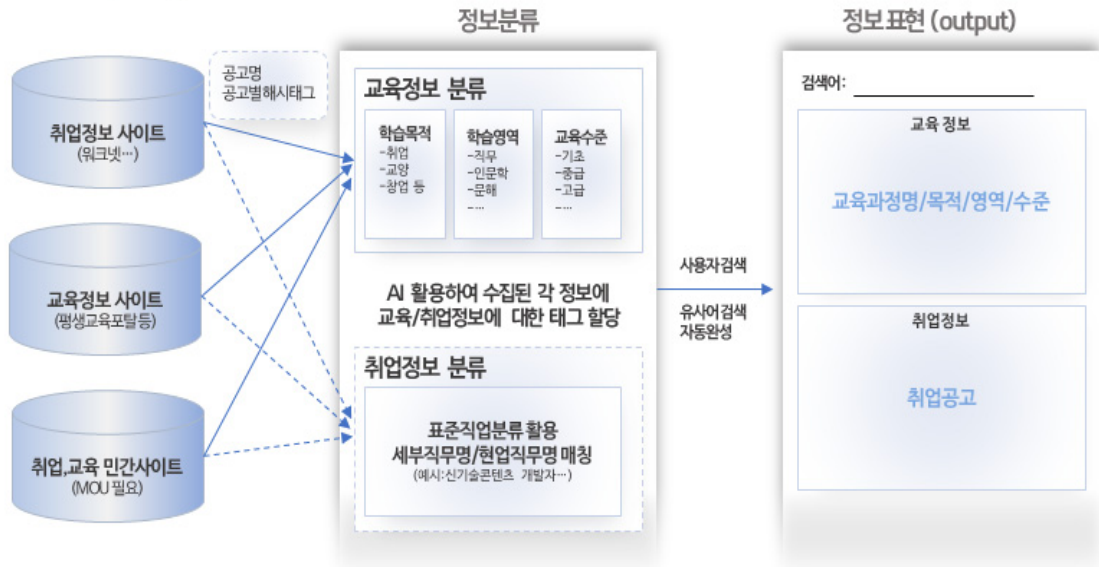 정보분류
정보 표현 (output)
취업정보 사이트
(워크넷…)
교육정보 사이트
(평생교육포탈등)
취업,교육 민간사이트
(MOU 필요)
공고명
공고별해시태그
교육정보 분류
학습목적
-취업
-교양
-창업 등
학습영역
-직무
-인문학
-문해
-…
교육수준
-기초
-중급
-고급
-…
AI 활용하여 수집된 각 정보에
교육/취업정보에 대한 태그 할당
취업정보 분류
표준직업분류 활용
세부직무명/현업직무명 매칭
(예시:신기술콘텐츠 개발자…)
사용자검색
유사어검색
자동완성
검색어:
교육 정보
교육과정명/목적/영역/수준
취업정보
취업공고